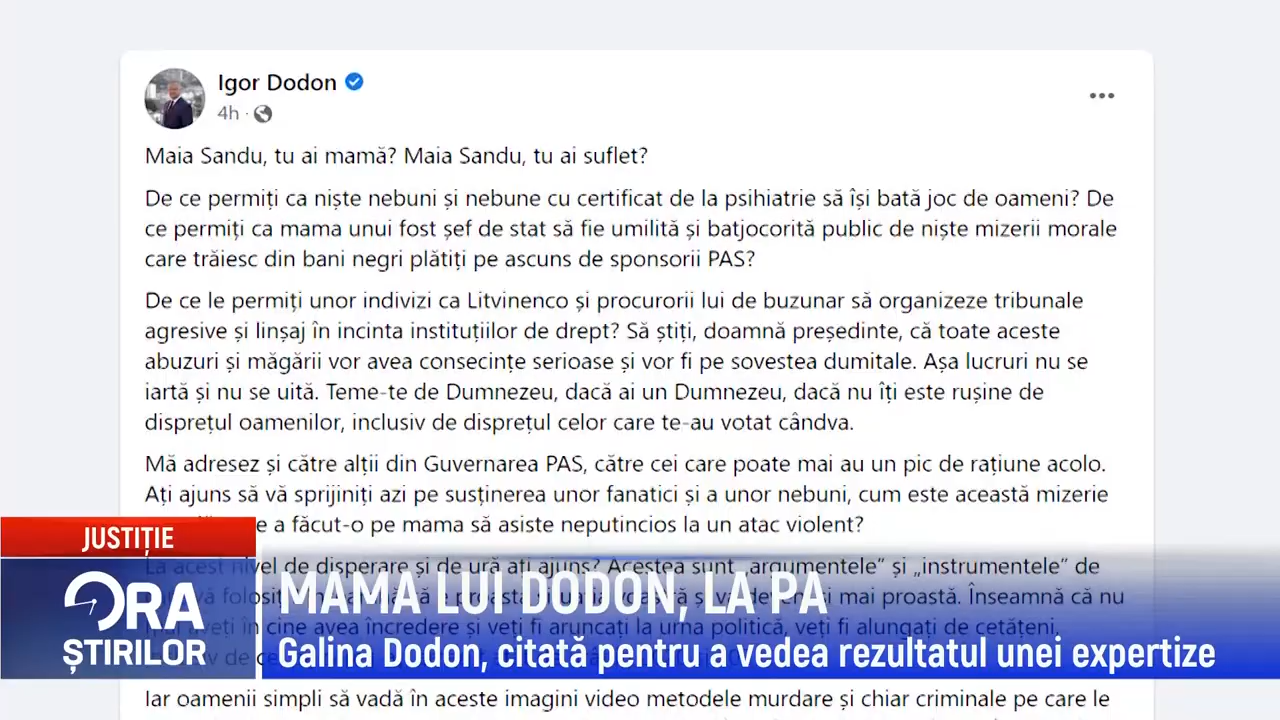 Igor Dodon
4h ·
Maia Sandu, tu ai mamă? Maia Sandu, tu ai suflet?
De ce permiți ca niște nebuni și nebune cu certificat de la psihiatrie să își bată joc de oameni? De
ce permiți ca mama unui fost șef de stat să fie umilită și batjocorită public de niște mizerii morale
care trăiesc din bani negri plătiți pe ascuns de sponsorii PAS?
De ce le permiți unor indivizi ca Litvinenco și procurorii lui de buzunar să organizeze tribunale
agresive și linșaj în incinta instituțiilor de drept? Să știți, doamnă președinte, că toate aceste
abuzuri și măgării vor avea consecințe serioase și vor fi pe sovestea dumitale. Așa lucruri nu se
iartă și nu se uită. Teme-te de Dumnezeu, dacă ai un Dumnezeu, dacă nu îți este rușine de
disprețul oamenilor, inclusiv de disprețul celor care te-au votat cândva.
Mă adresez și către alții din Guvernarea PAS, către cei care poate mai au un pic de rațiune acolo.
Ați ajuns să vă sprijiniți azi pe susținerea unor fanatici și a unor nebuni, cum este această mizerie
a făcut-o pe mama să asiste neputincios la un atac violent?
La acest nivel de disperare și de ură ați ajuns? Acestea sunt „argumentele” și „instrumentele” de
și mai proastă. Înseamnă că nu
în cine avea încredere și veți fi aruncați la urna politică, veți fi alungați de cetățeni,
Iar oamenii simpli să vadă în aceste imagini video metodele murdare și chiar criminale pe care le
JUSTIȚIE
ORA
ȘTIRILOR
MAMA LUI DODON, LA PA
Galina Dodon, citată pentru a vedea rezultatul unei expertize